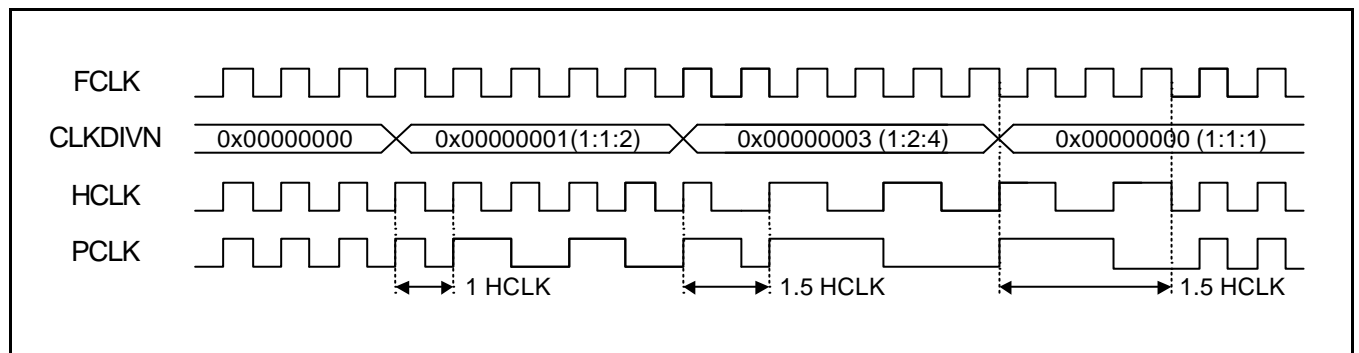 FCLK
CLKDIVN 0x00000000 0x00000001(1:1:2) 0x00000003 (1:2:4) 0x00000000 (1:1:1)
HCLK
PCLK
1 HCLK 1.5 HCLK 1.5 HCLK